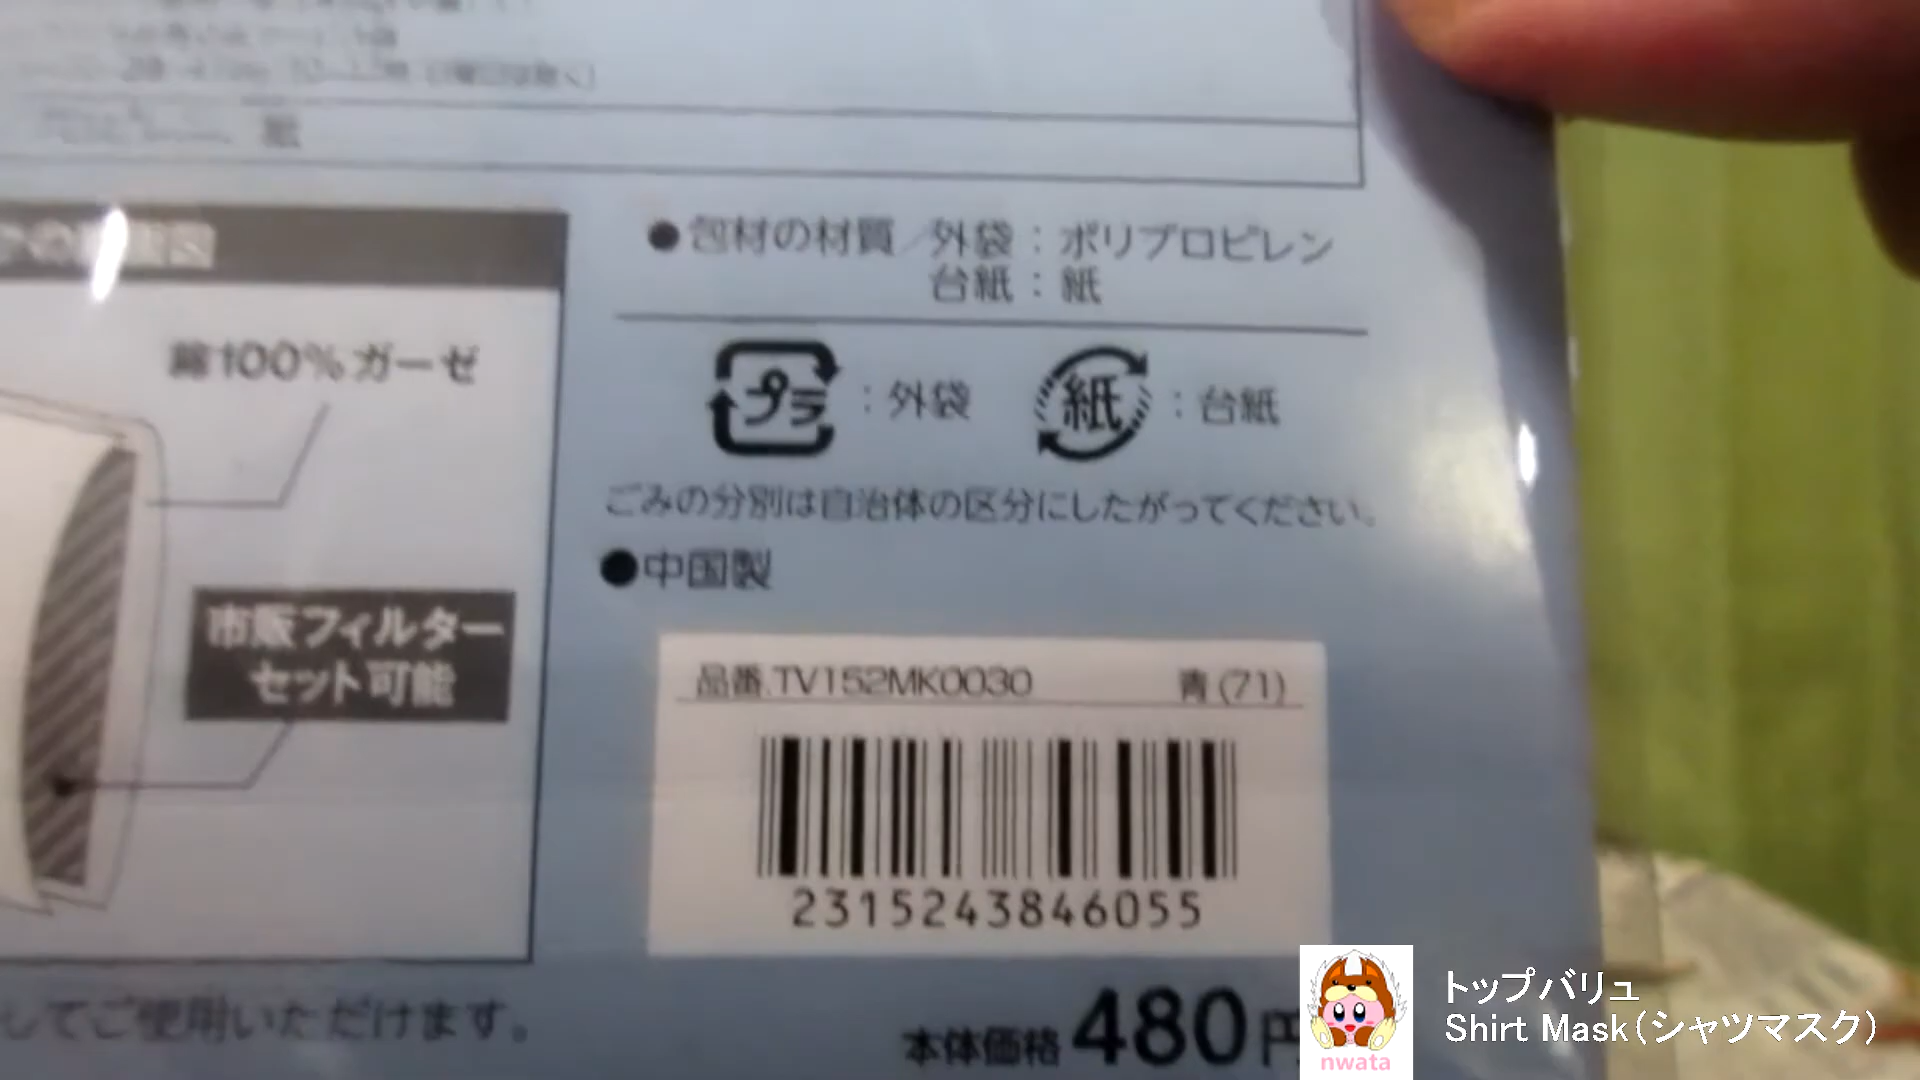 紙
●包材の材質／外袋：ポリプロピレン
台紙：紙
綿100%ガーゼ
プラ：外袋
紙：台紙
ごみの分別は自治体の区分にしたがってください。
●中国製
市販フィルター
セット可能
品番.TV152MK0030 青(71)
2315243846055
してご使用いただけます。
本体価格480円
nwata
トップバリュ
Shirt Mask(シャツマスク)